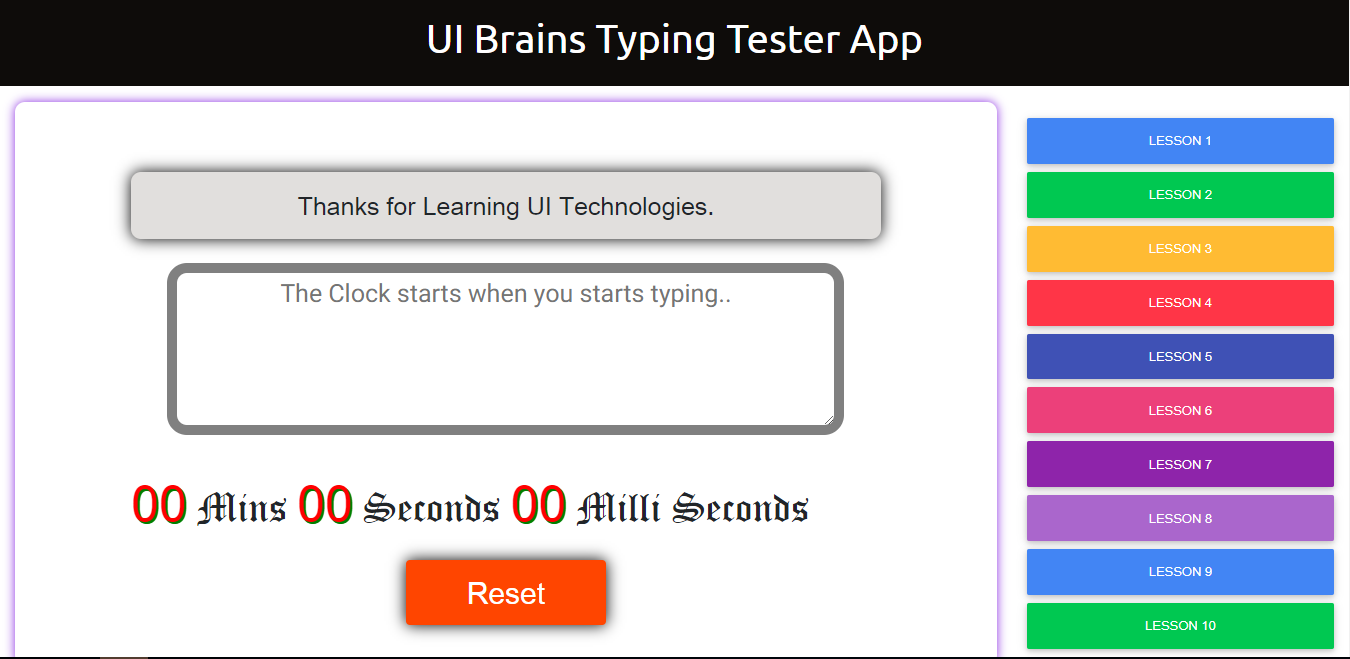 UI Brains Typing Tester App
Thanks for Learning UI Technologies.
The Clock starts when you starts typing..
00 Mins 00 Seconds 00 Milli Seconds
Reset
LESSON 1
LESSON 2
LESSON 3
LESSON 4
LESSON 5
LESSON 6
LESSON 7
LESSON 8
LESSON 9
LESSON 10